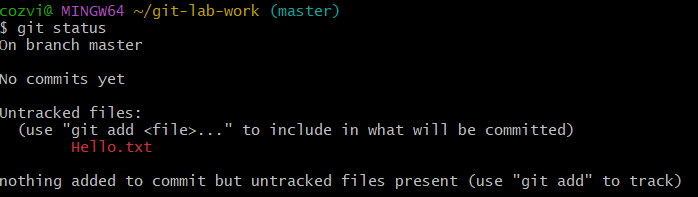 cozvi@ MINGW64 ~/git-lab-work (master)
$ git status
On branch master
No commits yet
Untracked files:
(use "git add <file>..." to include in what will be committed)
Hello.txt
nothing added to commit but untracked files present (use "git add" to track)